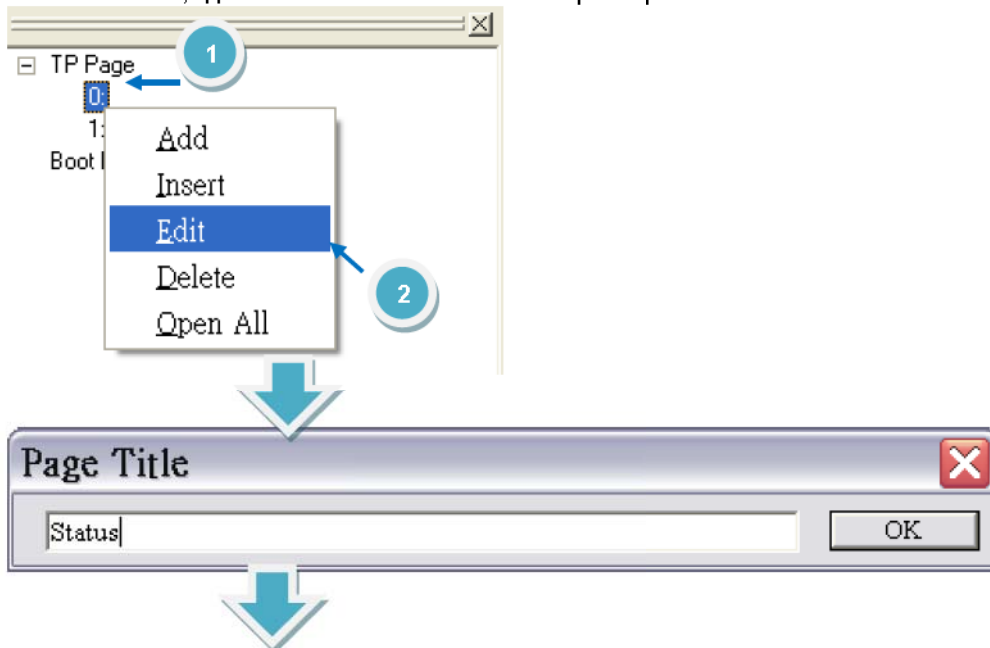 TP Page
1
0:
1:
Boot
Add
Insert
Edit
Delete
Open All
2
Page Title
Status
OK